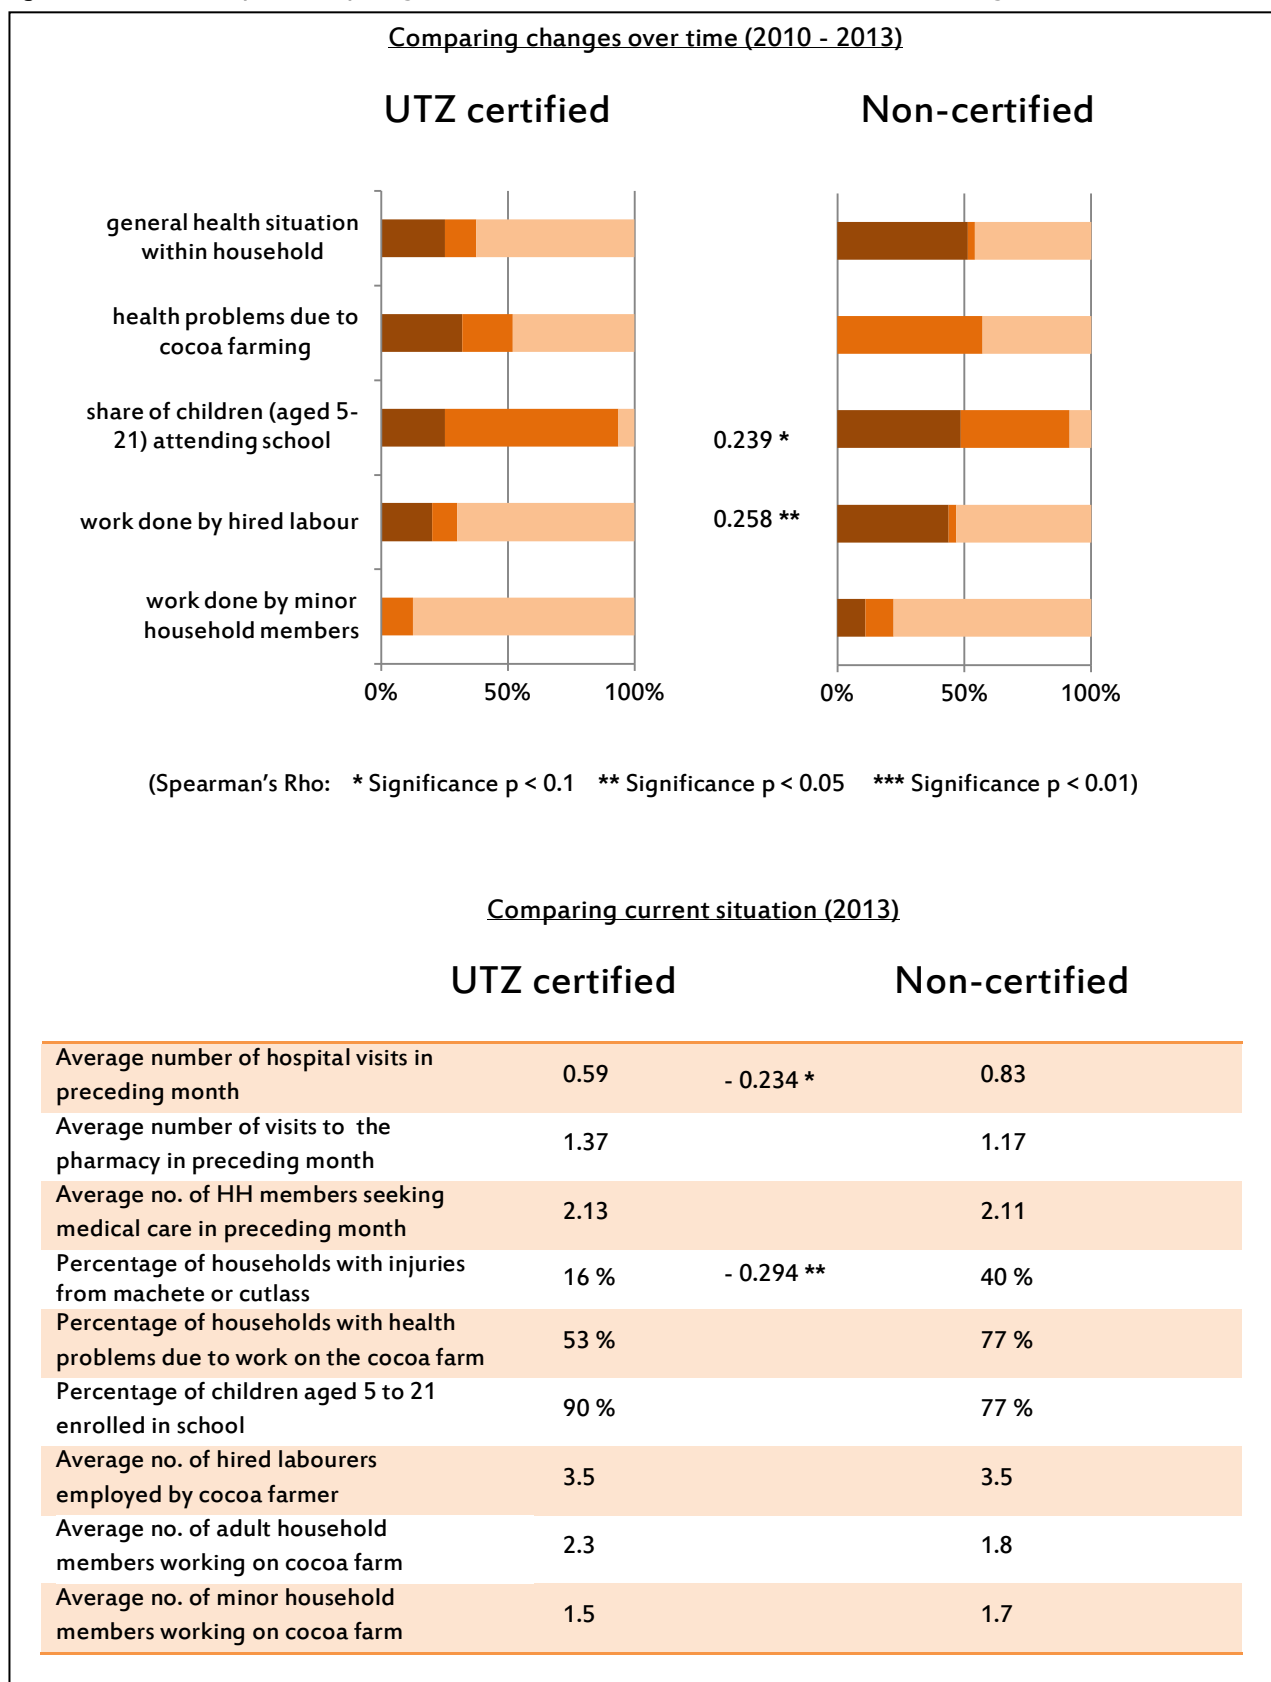 Comparing changes over time (2010 - 2013)
UTZ certified
Non-certified
general health situation
within household
health problems due to
cocoa farming
share of children (aged 5-
21) attending school
0.239 *
work done by hired labour
0.258 **
work done by minor
household members
0%
50%
100%
0%
50%
100%
(Spearman's Rho: * Significance p < 0.1 ** Significance p < 0.05 *** Significance p < 0.01)
Comparing current situation (2013)
UTZ certified
Non-certified
Average number of hospital visits in
preceding month
0.59
- 0.234 *
0.83
Average number of visits to the
pharmacy in preceding month
1.37
1.17
Average no. of HH members seeking
medical care in preceding month
2.13
2.11
Percentage of households with injuries
from machete or cutlass
16 %
- 0.294 **
40 %
Percentage of households with health
problems due to work on the cocoa farm
53 %
77 %
Percentage of children aged 5 to 21
enrolled in school
90 %
77 %
Average no. of hired labourers
employed by cocoa farmer
3.5
3.5
Average no. of adult household
members working on cocoa farm
2.3
1.8
Average no. of minor household
members working on cocoa farm
1.5
1.7